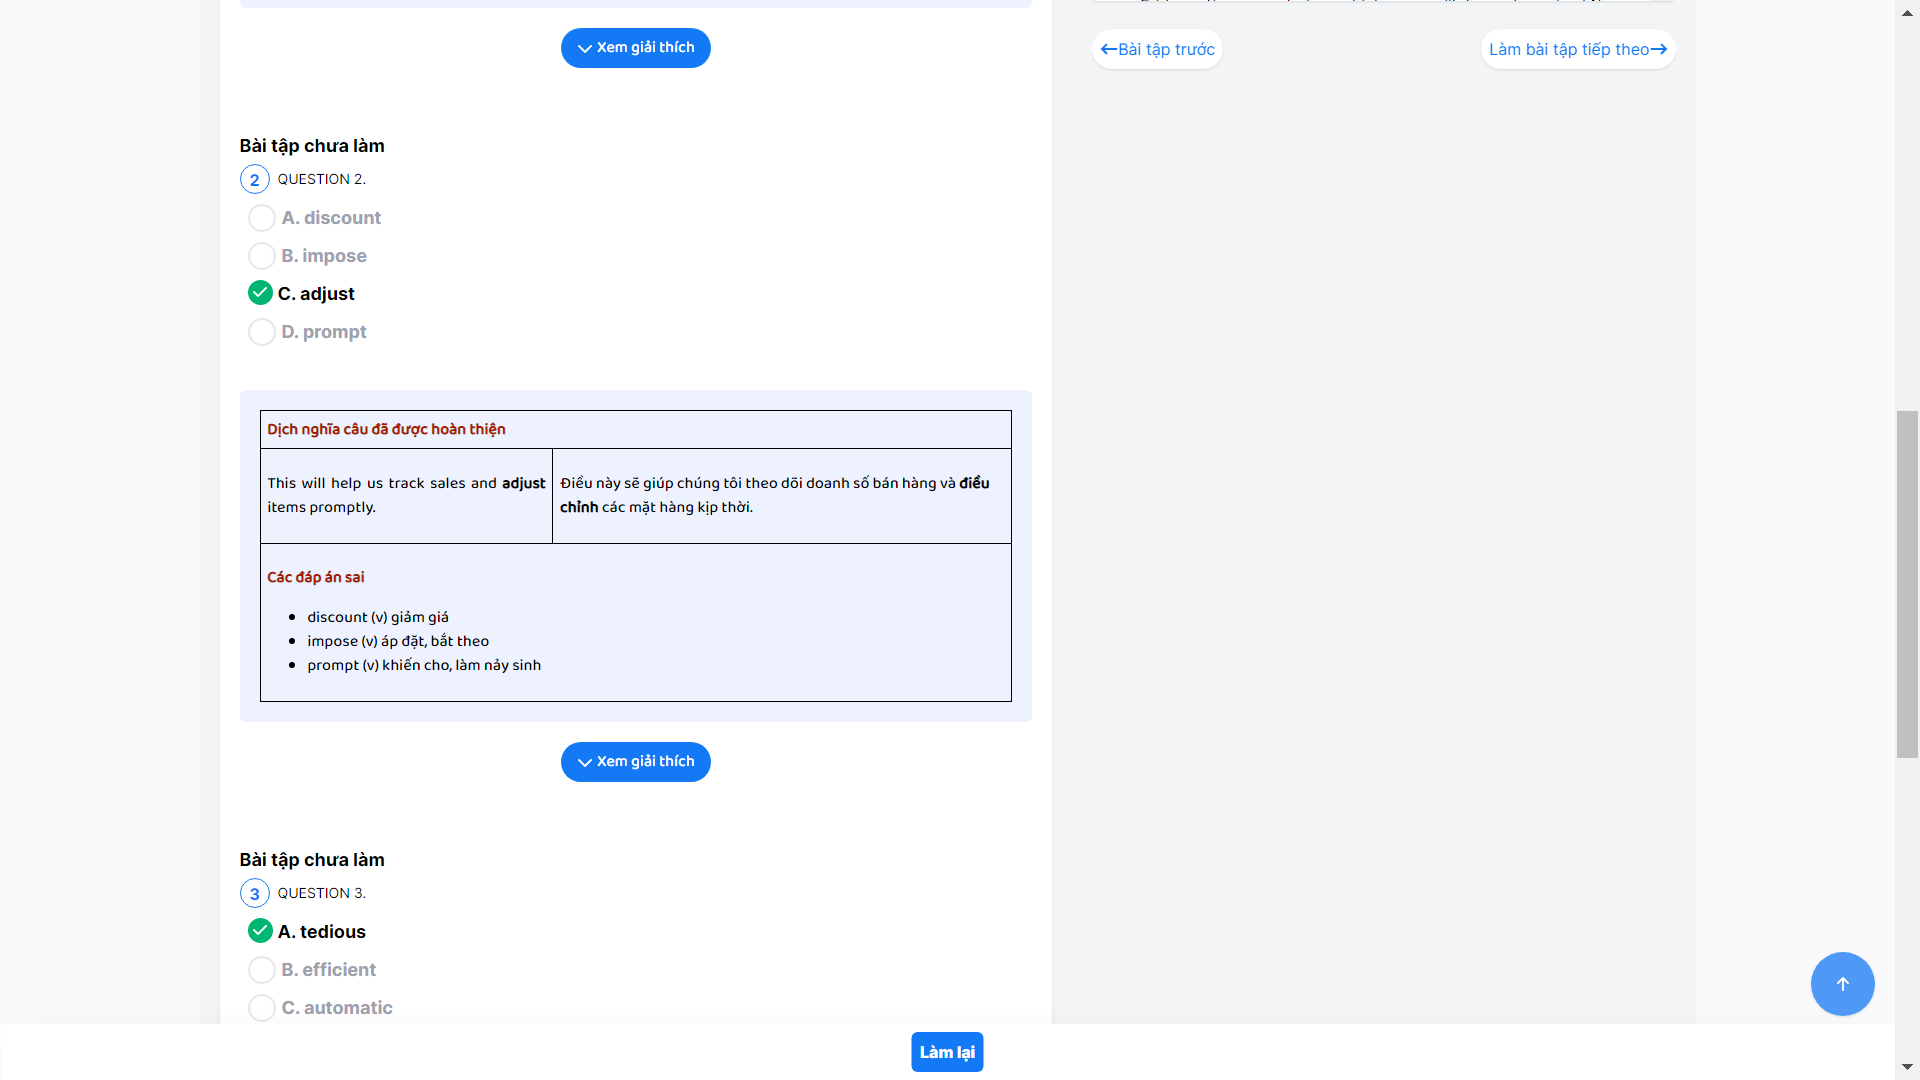 Xem giải thích
Bài tập trước
Làm bài tập tiếp theo
Bài tập chưa làm
2 QUESTION 2.
A. discount
B. impose
C. adjust
D. prompt
Dịch nghĩa câu đã được hoàn thiện
This will help us track sales and adjust
items promptly.
Điều này sẽ giúp chúng tôi theo dõi doanh số bán hàng và điều
chỉnh các mặt hàng kịp thời.
Các đáp án sai
discount (v) giảm giá
impose (v) áp đặt, bắt theo
prompt (v) khiến cho, làm nảy sinh
Xem giải thích
Bài tập chưa làm
3 QUESTION 3.
A. tedious
B. efficient
C. automatic
Làm lại